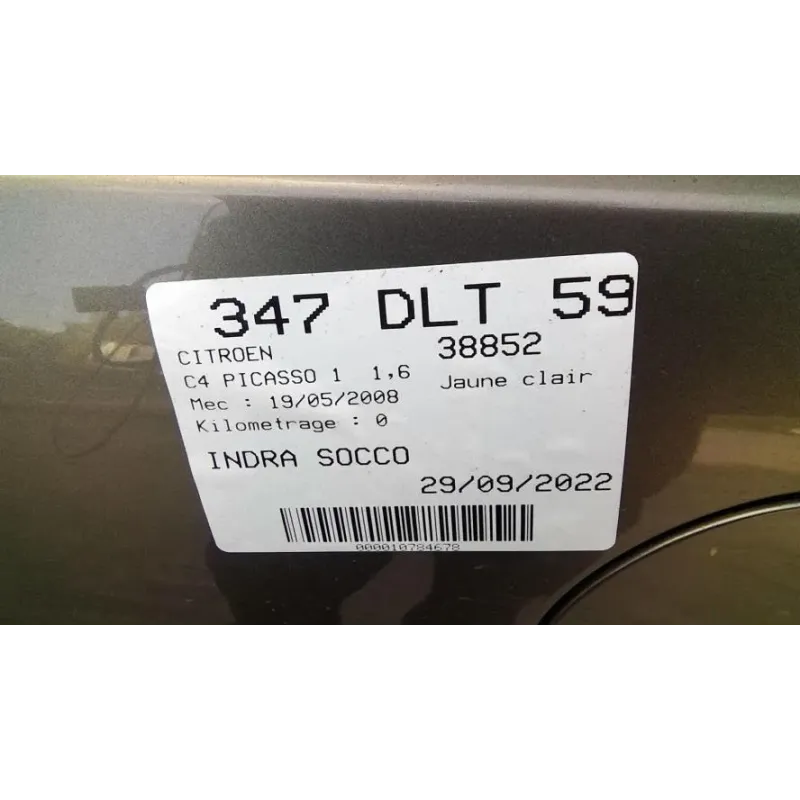 347 DLT 59
CITROEN 38852
C4 PICASSO 1 1,6 Jaune clair
Mec : 19/05/2008
Kilometrage : 0
INDRA SOCCO
29/09/2022
000010784678